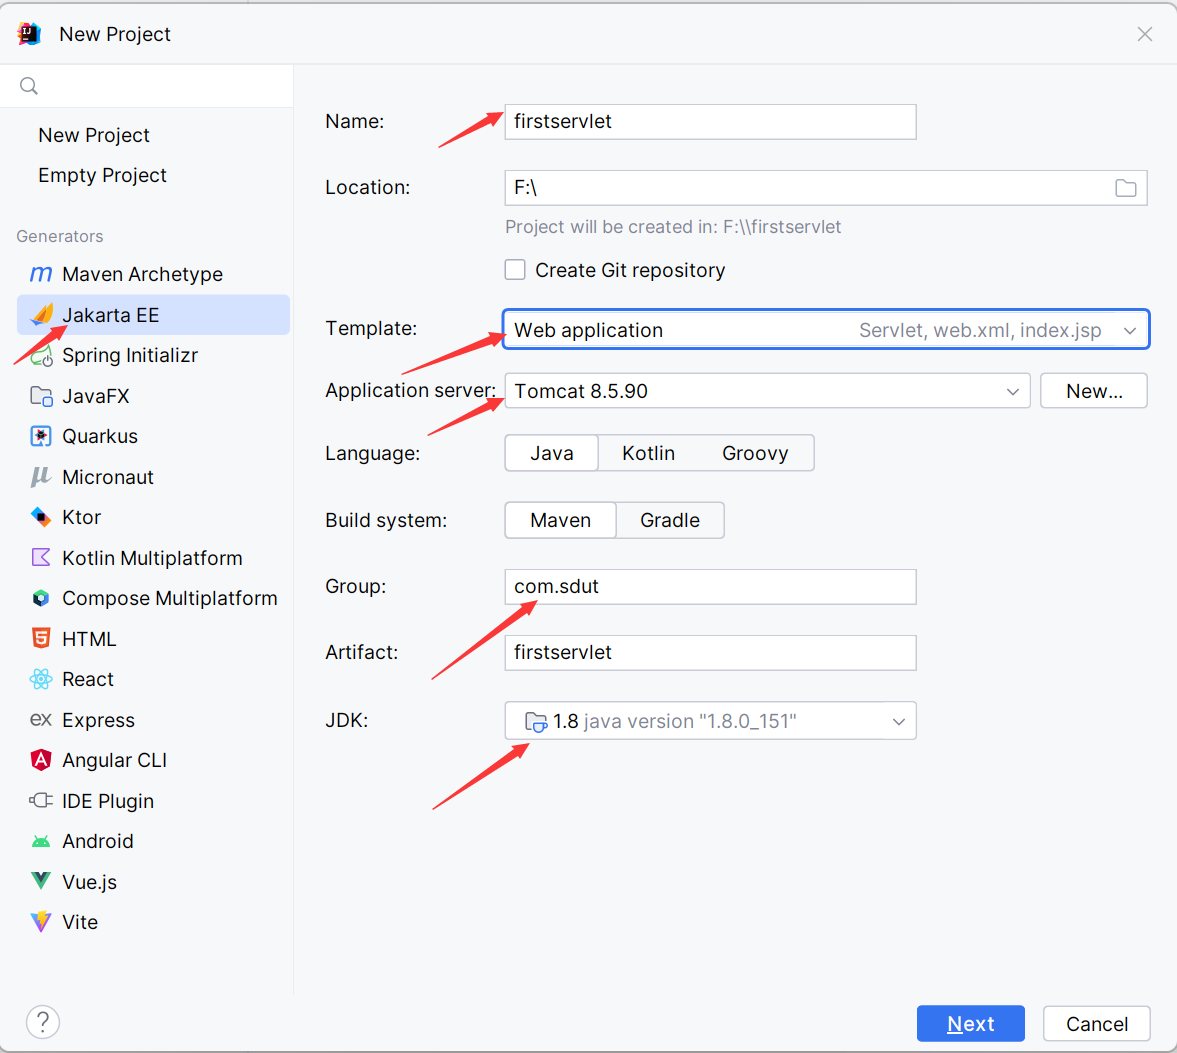 New Project
New Project
Empty Project
Generators
Maven Archetype
Jakarta EE
Spring Initializr
JavaFX
Quarkus
Micronaut
Ktor
Kotlin Multiplatform
Compose Multiplatform
HTML
React
ex Express
Angular CLI
IDE Plugin
Android
Vue.js
Vite
Name: firstservlet
Location: F:\
Project will be created in: F:\\firstservlet
Create Git repository
Template: Web application Servlet, web.xml, index.jsp
Application server: Tomcat 8.5.90 New...
Language: Java Kotlin Groovy
Build system: Maven Gradle
Group: com.sdut
Artifact: firstservlet
JDK: 1.8 java version "1.8.0_151"
? Next Cancel